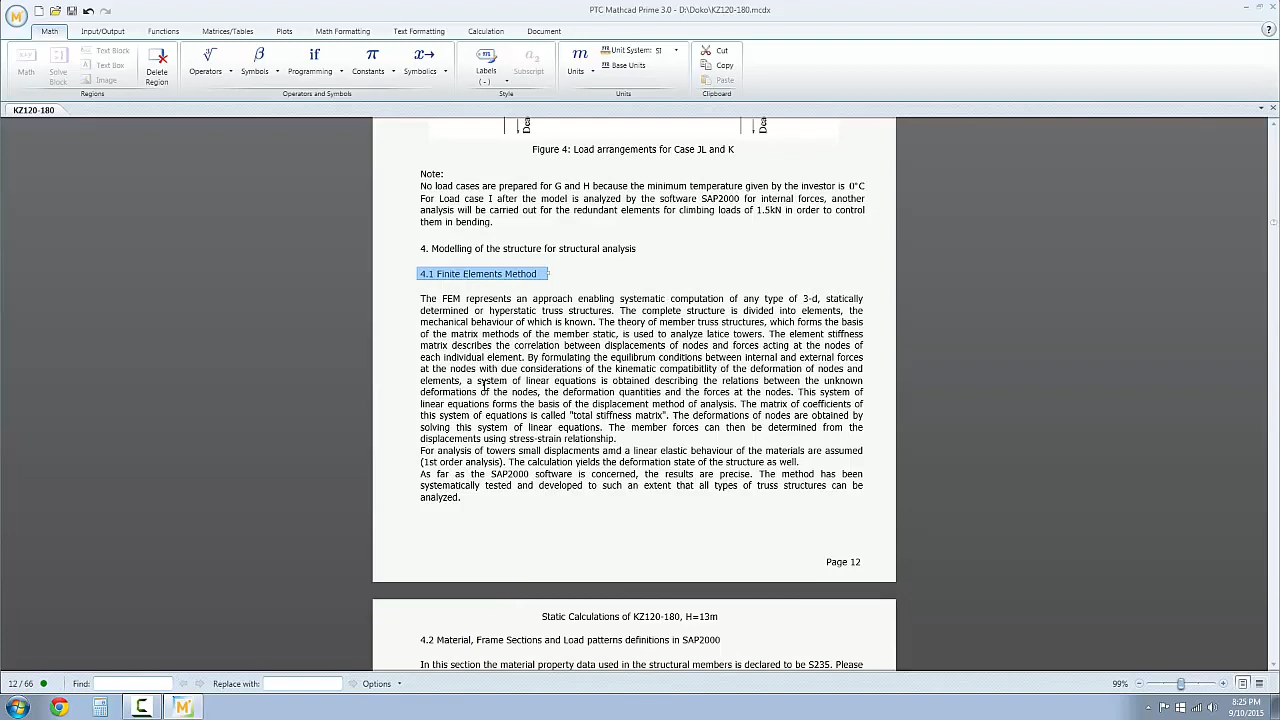 PTC Mathcad Prime 3.0 - D:\Doko\KZ120-180.mcdx
Math Input/Output Functions Matrices/Tables Plots Math Formatting Text Formatting Calculation Document
Math Solve Block Text Block Text Box Image Delete Region
Operators Symbols Programming Constants Symbolics
Labels (-) Subscript
Units Unit System: SI Base Units
Cut Copy Paste
Regions Operators and Symbols Style Units Clipboard
KZ120-180
Dea Dea
Figure 4: Load arrangements for Case JL and K
Note:
No load cases are prepared for G and H because the minimum temperature given by the investor is 0°C
For Load case I after the model is analyzed by the software SAP2000 for internal forces, another
analysis will be carried out for the redundant elements for climbing loads of 1.5kN in order to control
them in bending.
4. Modelling of the structure for structural analysis
4.1 Finite Elements Method
The FEM represents an approach enabling systematic computation of any type of 3-d, statically
determined or hyperstatic truss structures. The complete structure is divided into elements, the
mechanical behaviour of which is known. The theory of member truss structures, which forms the basis
of the matrix methods of the member static, is used to analyze latice towers. The element stiffness
matrix describes the correlation between displacements of nodes and forces acting at the nodes of
each individual element. By formulating the equilibrum conditions between internal and external forces
at the nodes with due considerations of the kinematic compatibitlity of the deformation of nodes and
elements, a system of linear equations is obtained describing the relations between the unknown
deformations of the nodes, the deformation quantities and the forces at the nodes. This system of
linear equations forms the basis of the displacement method of analysis. The matrix of coefficients of
this system of equations is called "total stiffness matrix". The deformations of nodes are obtained by
solving this system of linear equations. The member forces can then be determined from the
displacements using stress-strain relationship.
For analysis of towers small displacments amd a linear elastic behaviour of the materials are assumed
(1st order analysis). The calculation yields the deformation state of the structure as well.
As far as the SAP2000 software is concerned, the results are precise. The method has been
systematically tested and developed to such an extent that all types of truss structures can be
analyzed.
Page 12
Static Calculations of KZ120-180, H=13m
4.2 Material, Frame Sections and Load patterns definitions in SAP2000
In this section the material property data used in the structural members is declared to be S235. Please
12 / 66 Find: Replace with: Options 99%
8:25 PM
9/10/2015